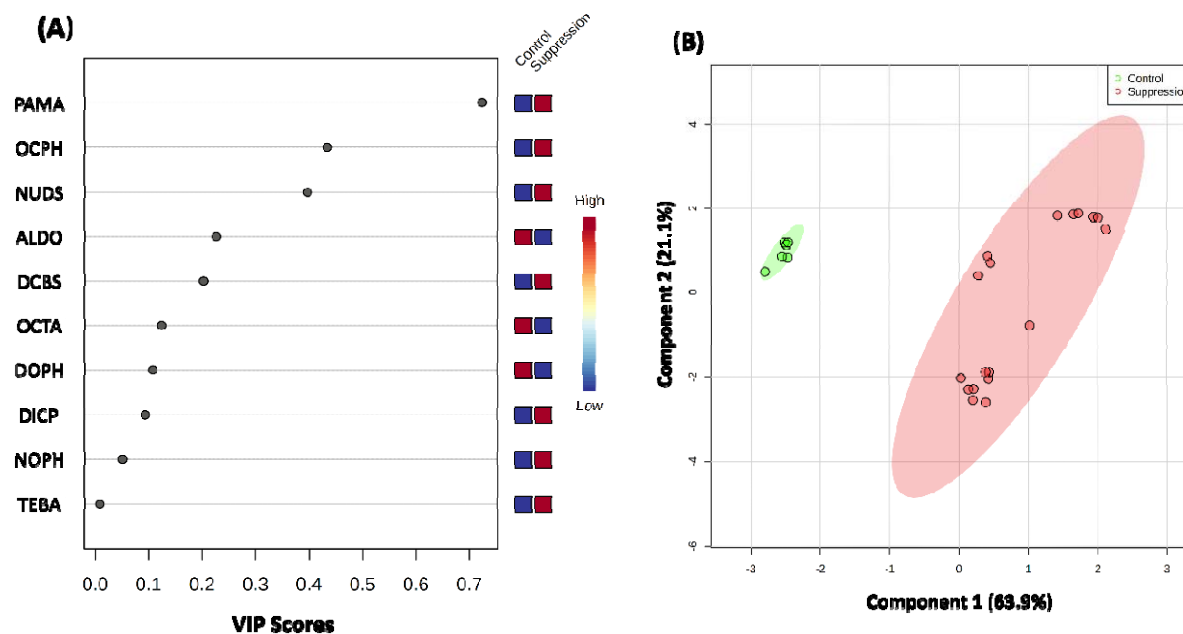 (A)
Control
Suppression
PAMA
OCPH
NUDS
ALDO
DCBS
OCTA
DOPH
DICP
NOPH
TEBA
High
Low
0.0 0.1 0.2 0.3 0.4 0.5 0.6 0.7
VIP Scores
(B)
Control
Suppression
4
2
0
-2
-4
-6
Component 2 (21.1%)
-3 -2 -1 0 1 2 3
Component 1 (63.9%)